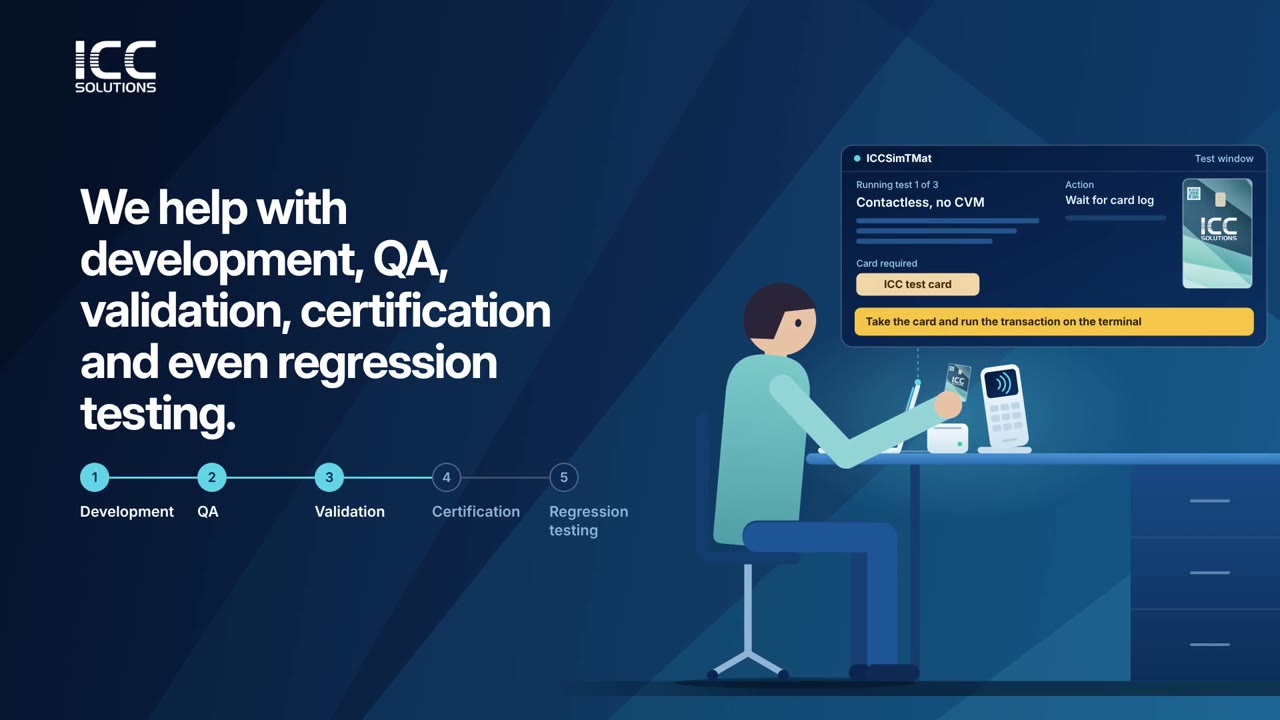 ICC
SOLUTIONS
We help with
development, QA,
validation, certification
and even regression
testing.
1
2
3
4
5
Development
QA
Validation
Certification
Regression
testing
ICCSimTMat
Test window
Running test 1 of 3
Contactless, no CVM
Action
Wait for card log
Card required
ICC test card
Take the card and run the transaction on the terminal
ICC
SOLUTIONS
ICC